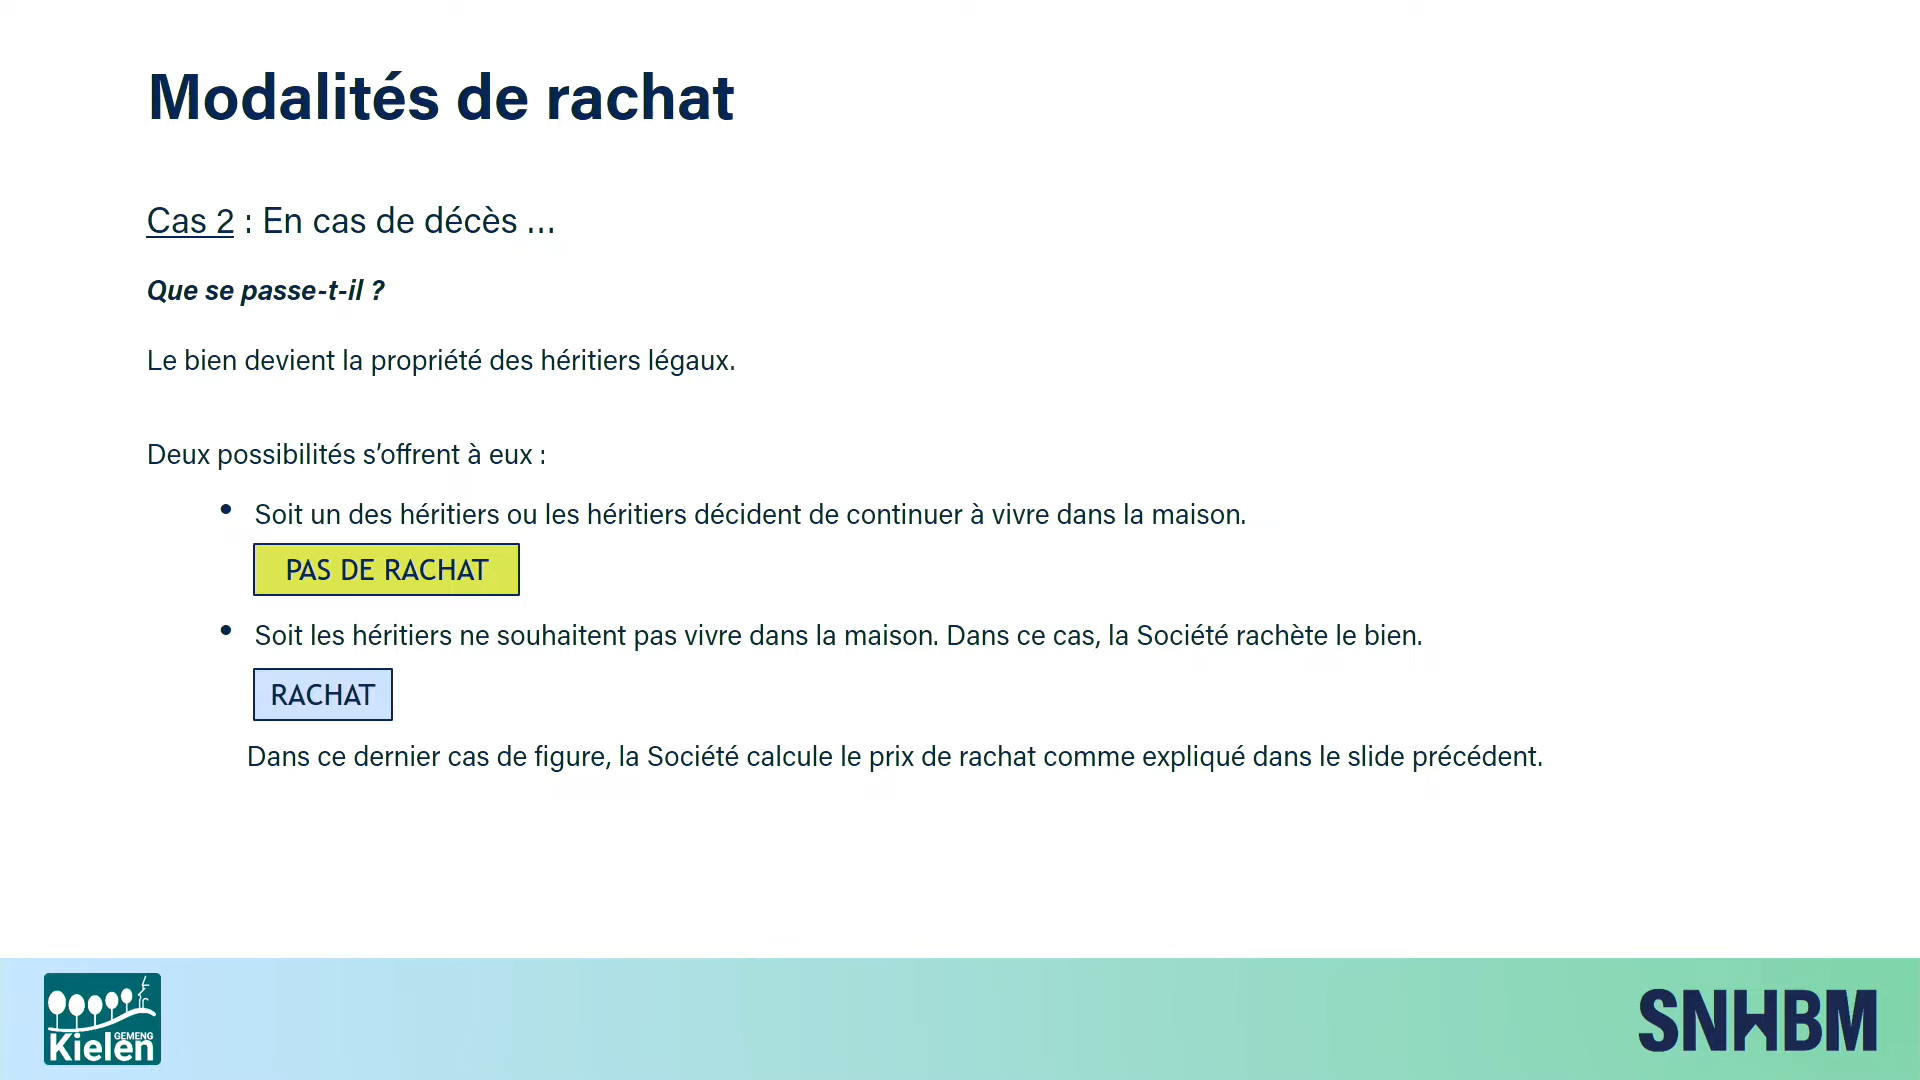 Modalités de rachat
Cas 2 : En cas de décès ...
Que se passe-t-il ?
Le bien devient la propriété des héritiers légaux.
Deux possibilités s’offrent à eux :
• Soit un des héritiers ou les héritiers décident de continuer à vivre dans la maison.
PAS DE RACHAT
• Soit les héritiers ne souhaitent pas vivre dans la maison. Dans ce cas, la Société rachète le bien.
RACHAT
Dans ce dernier cas de figure, la Société calcule le prix de rachat comme expliqué dans le slide précédent.
GEMENG
Kielen
SNHBM